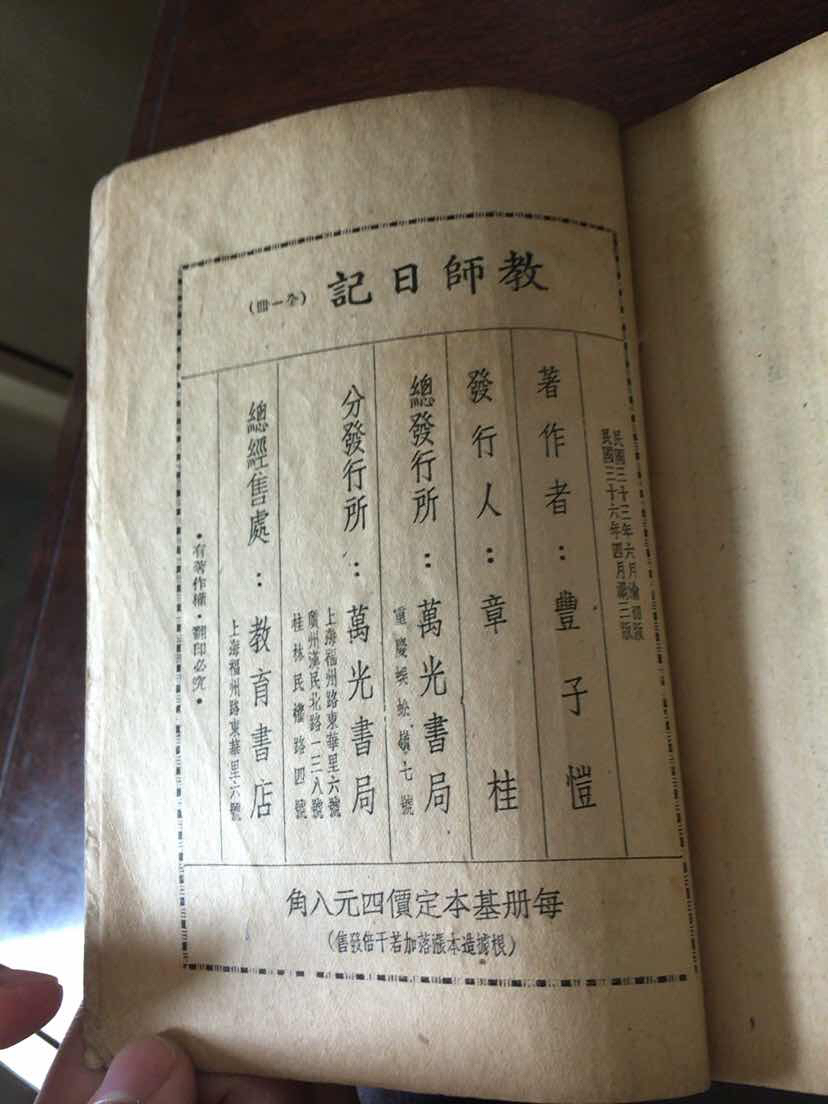 教師日記（全一冊）
民國三十三年六月渝初版
民國三十六年四月滬三版
著作者：豐子愷
發行人：章桂
總發行所：萬光書局
重慶蜈蚣嶺七號
分發行所：萬光書局
上海福州路東華里六號
廣州漢民北路一三八號
桂林民權路四號
總經售處：教育書店
上海福州路東華里六號
•有著作權•翻印必究•
每册基本定價四元八角
（根據造本漲落加若干倍發售）